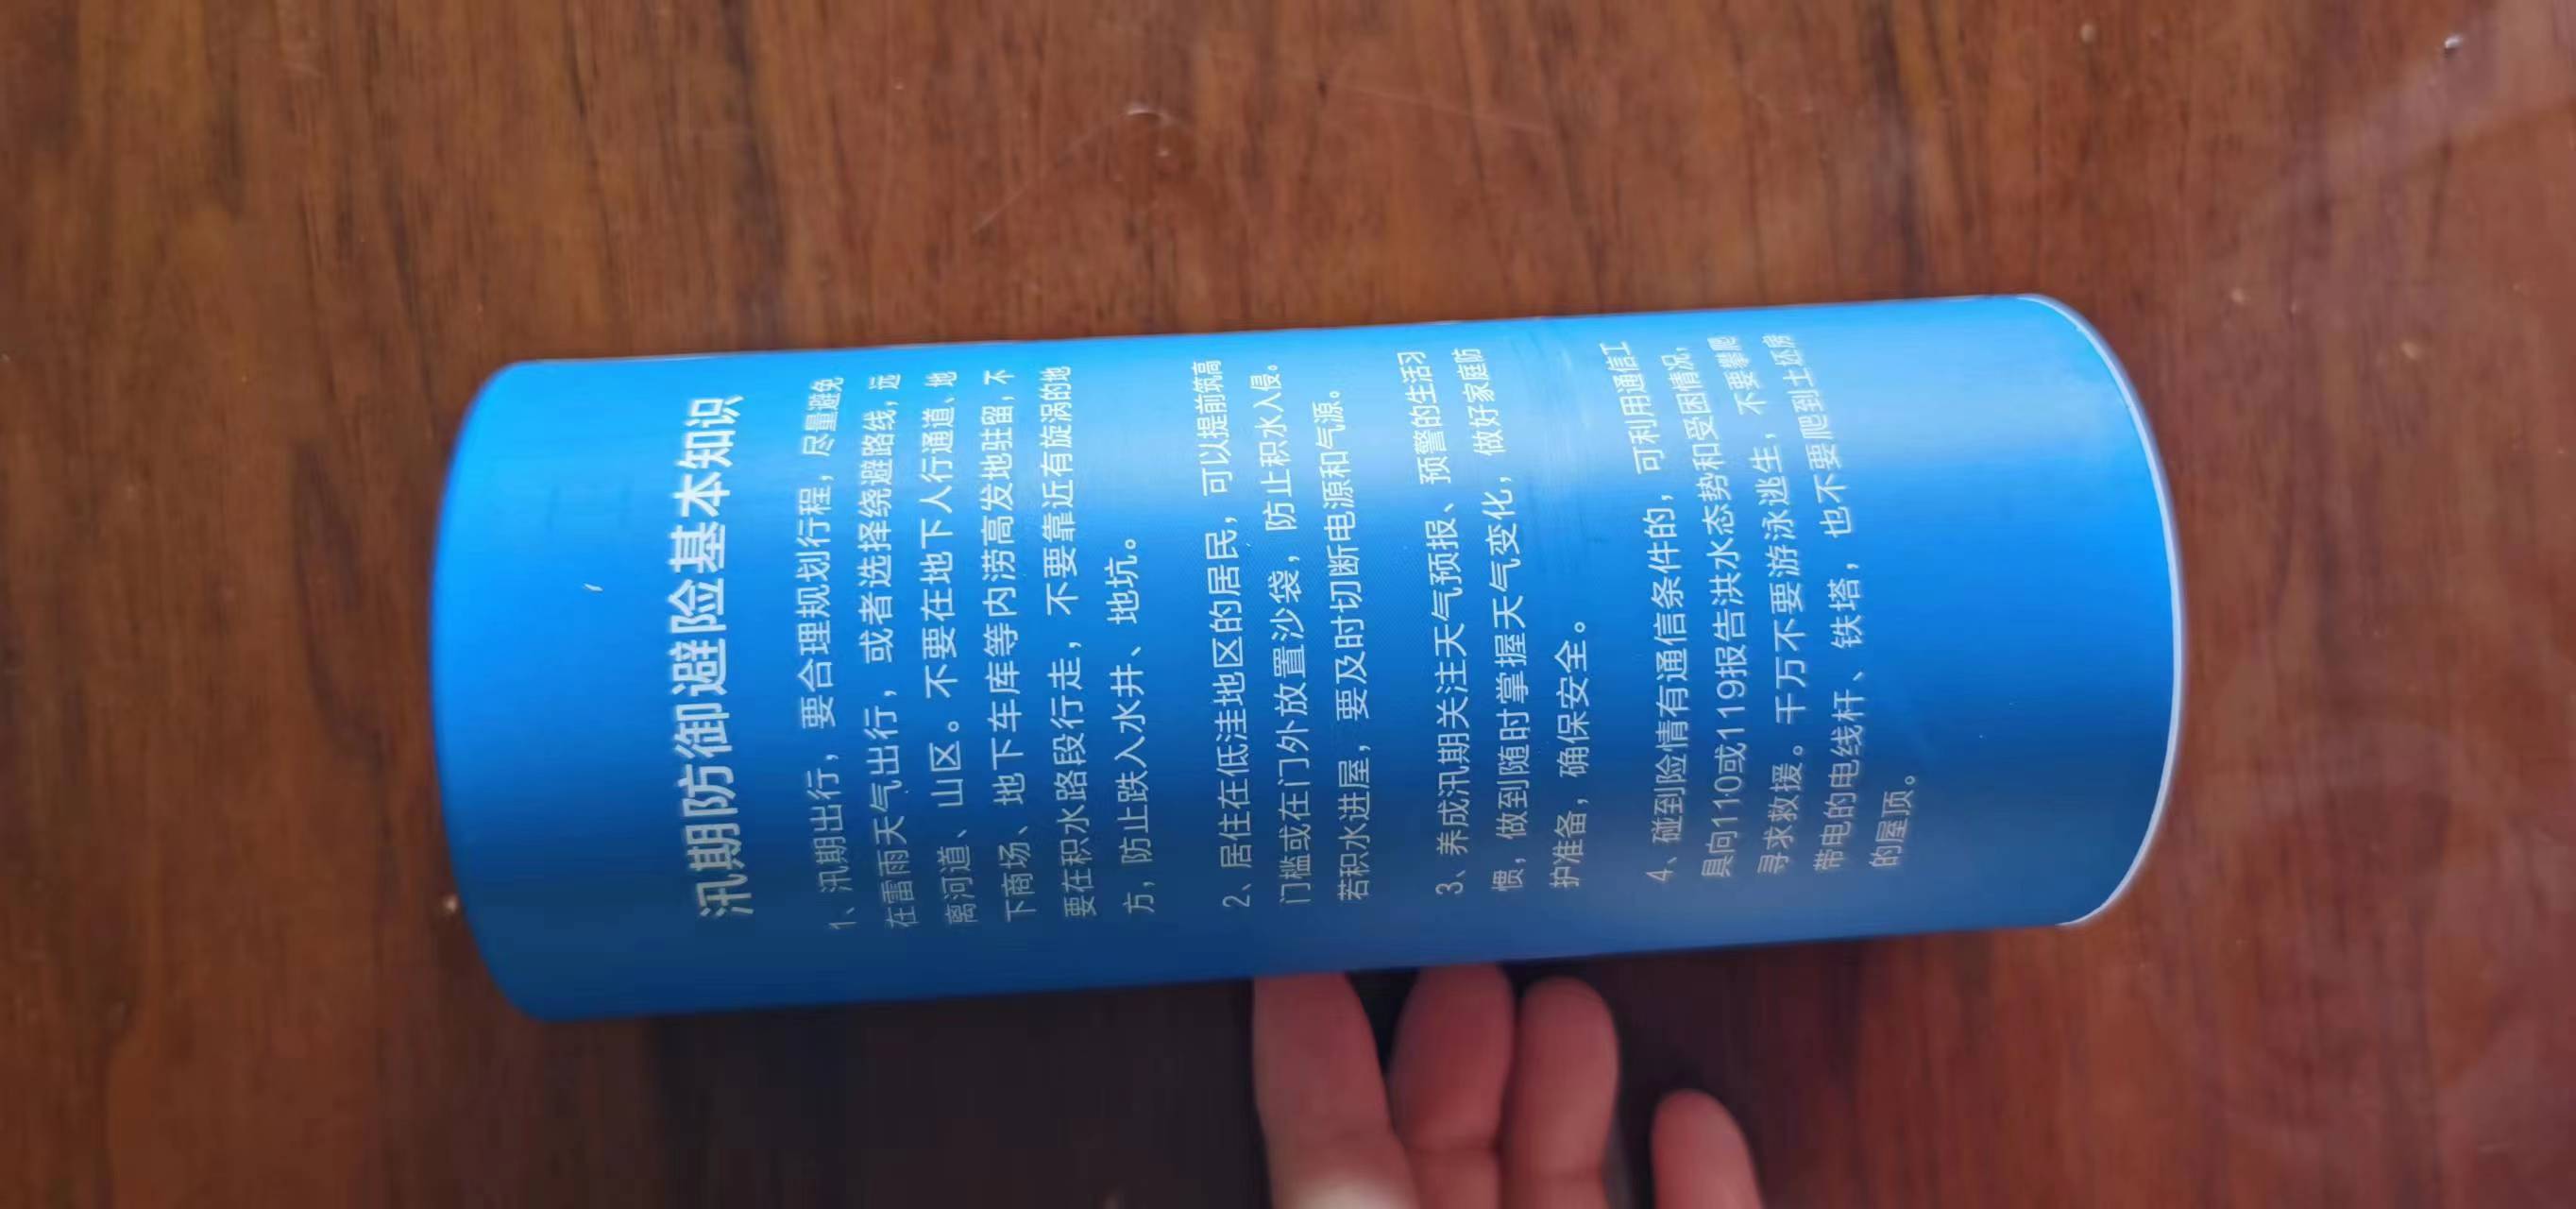 汛期防御避险基本知识
1、汛期出行，要合理规划行程，尽量避免
在雷雨天气出行，或者选择绕避路线，远
离河道、山区。不要在地下人行通道、地
下商场、地下车库等内涝高发地驻留，不
要在积水路段行走，不要靠近有旋涡的地
方，防止跌入水井、地坑。
2、居住在低洼地区的居民，可以提前筑高
门槛或在门外放置沙袋，防止积水入侵。
若积水进屋，要及时切断电源和气源。
3、养成汛期关注天气预报、预警的生活习
惯，做到随时掌握天气变化，做好家庭防
护准备，确保安全。
4、碰到险情有通信条件的，可利用通信工
具向110或119报告洪水态势和受困情况，
寻求救援。千万不要游泳逃生，不要攀爬
带电的电线杆、铁塔，也不要爬到土坯房
的屋顶。